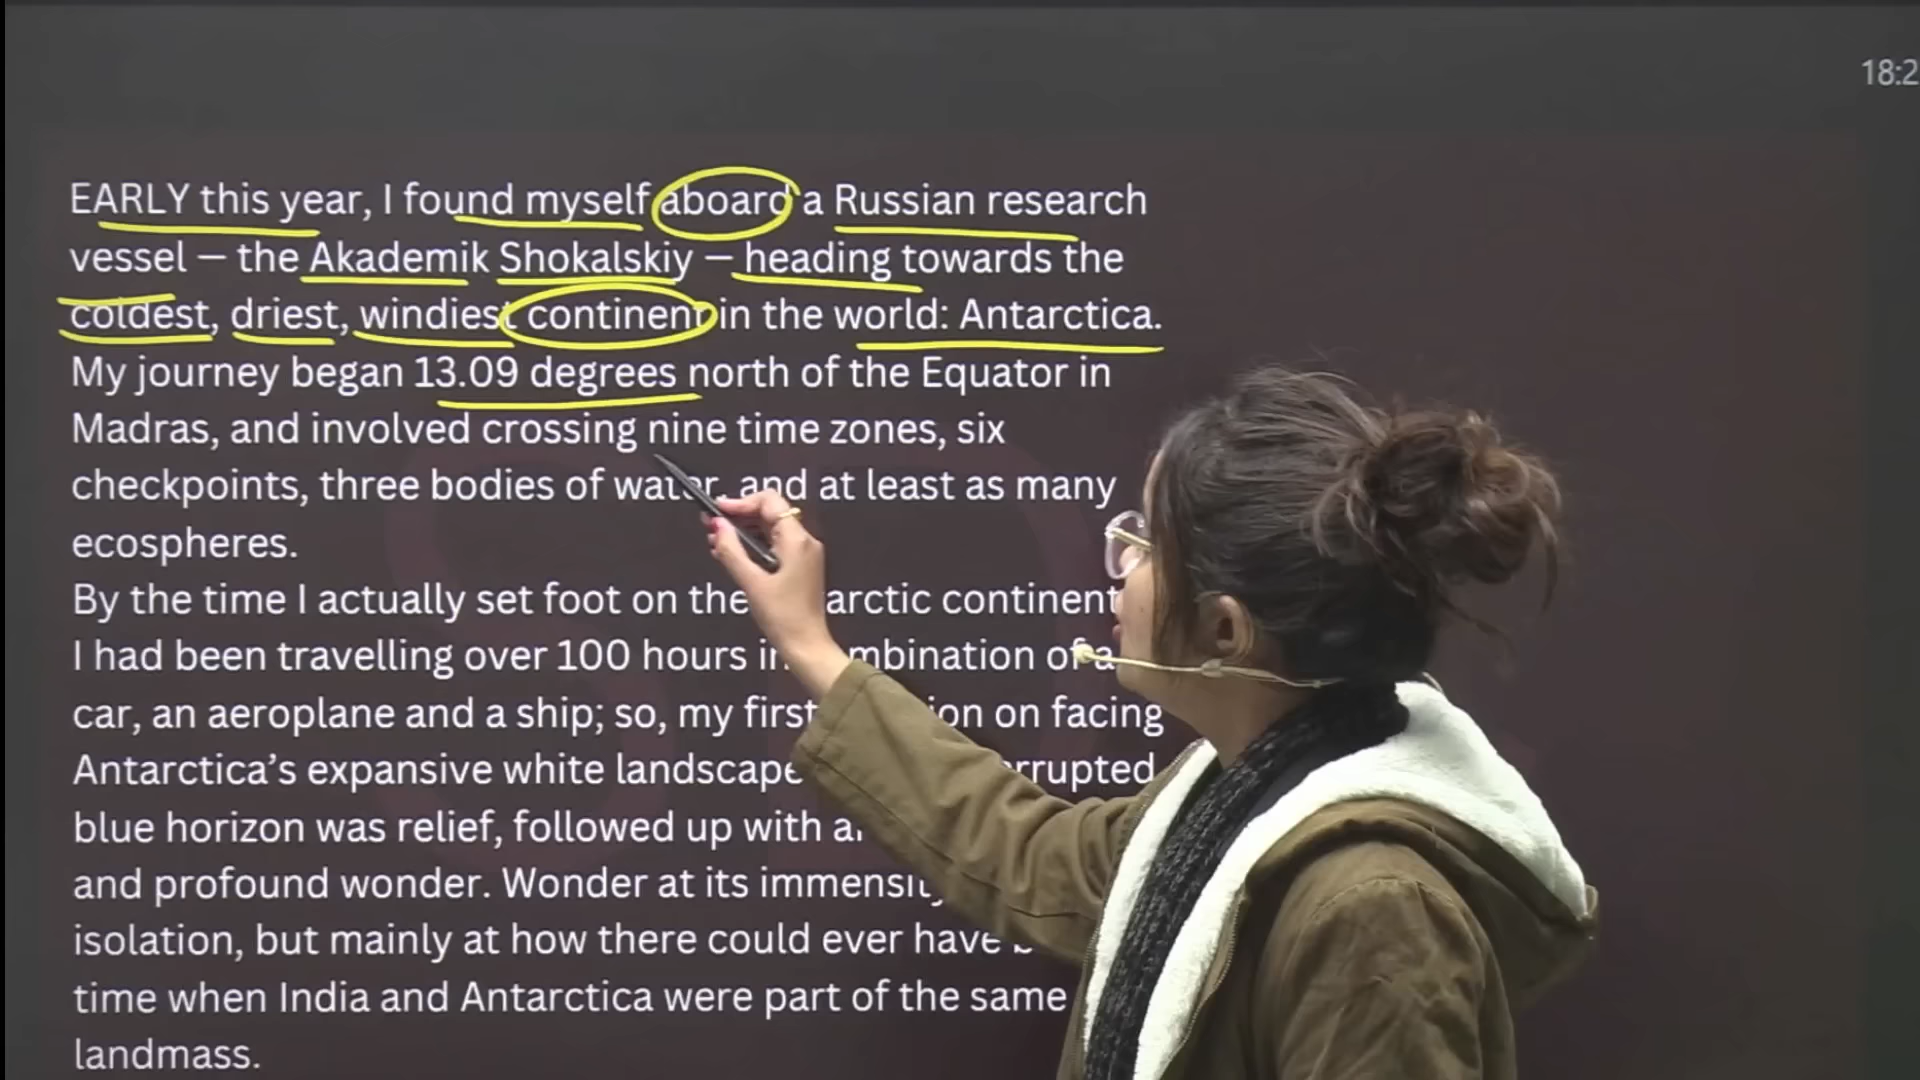 18:2
EARLY this year, I found myself aboard a Russian research
vessel — the Akademik Shokalskiy — heading towards the
coldest, driest, windiest continent in the world: Antarctica.
My journey began 13.09 degrees north of the Equator in
Madras, and involved crossing nine time zones, six
checkpoints, three bodies of water, and at least as many
ecospheres.
By the time I actually set foot on the arctic continent
I had been travelling over 100 hours in mbination of a
car, an aeroplane and a ship; so, my first ion on facing
Antarctica’s expansive white landscape rrupted
blue horizon was relief, followed up with
and profound wonder. Wonder at its immensity
isolation, but mainly at how there could ever have
time when India and Antarctica were part of the same
landmass.